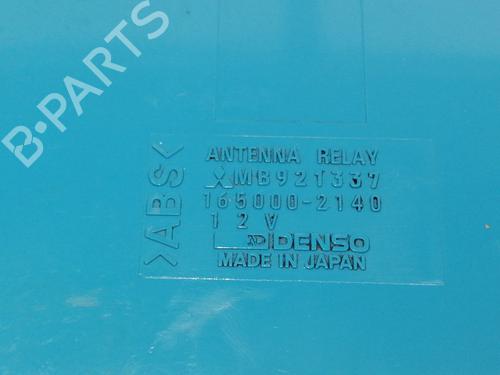 B-PARTS
ANTENNA RELAY
MB921337
165000-2140
12V
DENSO
MADE IN JAPAN
>ABS<